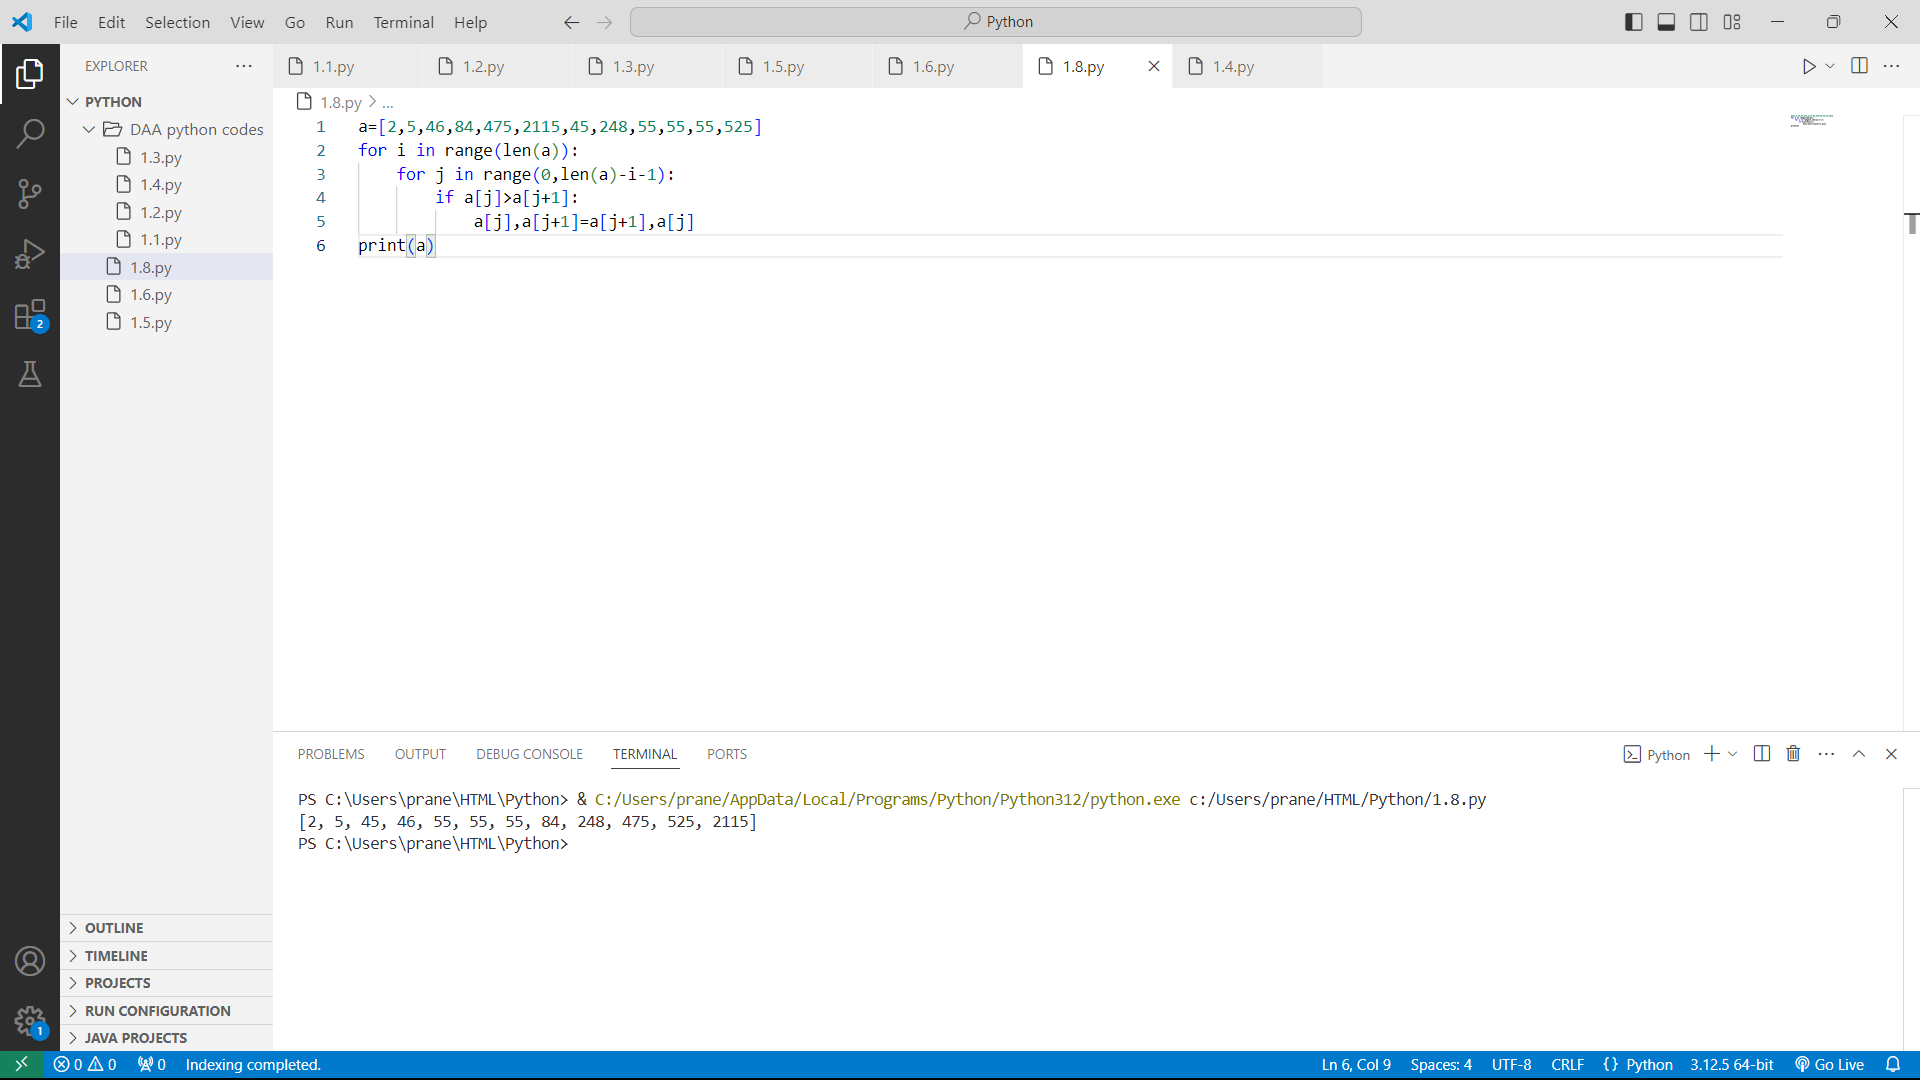 File Edit Selection View Go Run Terminal Help
Python
EXPLORER
PYTHON
DAA python codes
1.3.py
1.4.py
1.2.py
1.1.py
1.8.py
1.6.py
1.5.py
OUTLINE
TIMELINE
PROJECTS
RUN CONFIGURATION
JAVA PROJECTS
2
1
1.1.py 1.2.py 1.3.py 1.5.py 1.6.py 1.8.py 1.4.py
1.8.py > ...
1 a=[2,5,46,84,475,2115,45,248,55,55,55,525]
2 for i in range(len(a)):
3     for j in range(0,len(a)-i-1):
4         if a[j]>a[j+1]:
5             a[j],a[j+1]=a[j+1],a[j]
6 print(a)
PROBLEMS OUTPUT DEBUG CONSOLE TERMINAL PORTS
Python
PS C:\Users\prane\HTML\Python> & C:/Users/prane/AppData/Local/Programs/Python/Python312/python.exe c:/Users/prane/HTML/Python/1.8.py
[2, 5, 45, 46, 55, 55, 55, 84, 248, 475, 525, 2115]
PS C:\Users\prane\HTML\Python>
0 0 0 Indexing completed.
Ln 6, Col 9 Spaces: 4 UTF-8 CRLF {} Python 3.12.5 64-bit Go Live